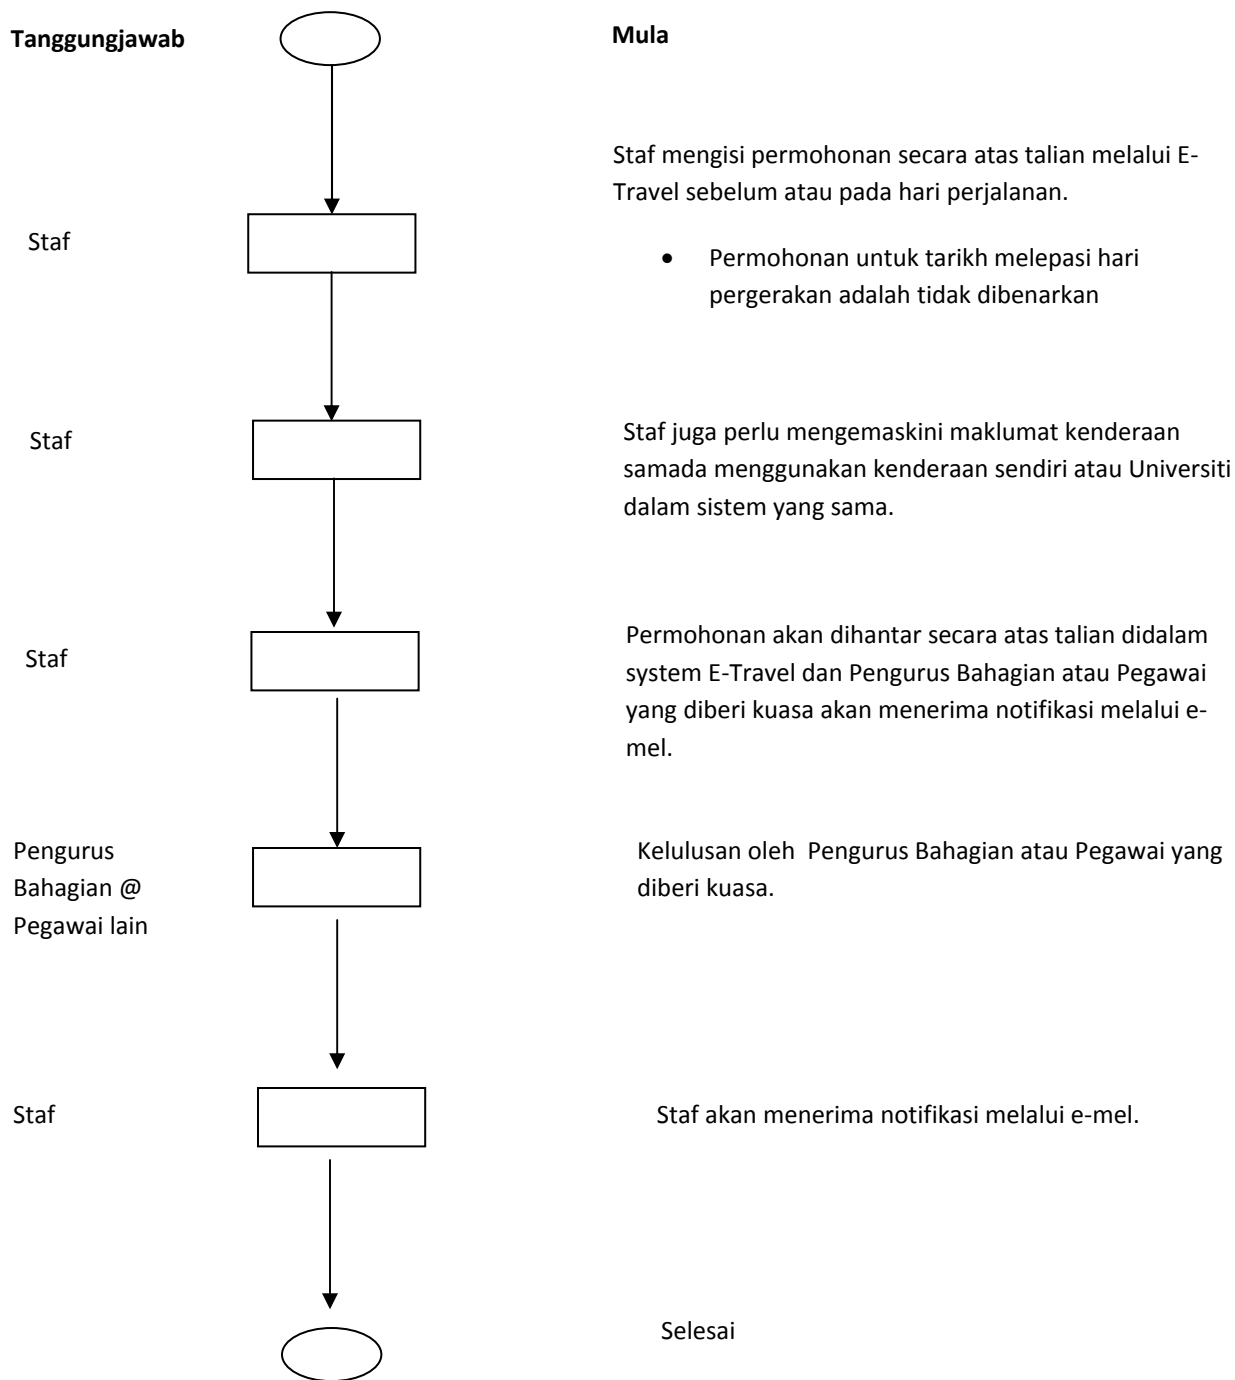 Tanggungjawab
Mula
Staf mengisi permohonan secara atas talian melalui E-
Travel sebelum atau pada hari perjalanan.
Staf
• Permohonan untuk tarikh melepasi hari
pergerakan adalah tidak dibenarkan
Staf
Staf juga perlu mengemaskini maklumat kenderaan
samada menggunakan kenderaan sendiri atau Universiti
dalam sistem yang sama.
Staf
Permohonan akan dihantar secara atas talian didalam
system E-Travel dan Pengurus Bahagian atau Pegawai
yang diberi kuasa akan menerima notifikasi melalui e-
mel.
Pengurus
Bahagian @
Pegawai lain
Kelulusan oleh  Pengurus Bahagian atau Pegawai yang
diberi kuasa.
Staf
Staf akan menerima notifikasi melalui e-mel.
Selesai